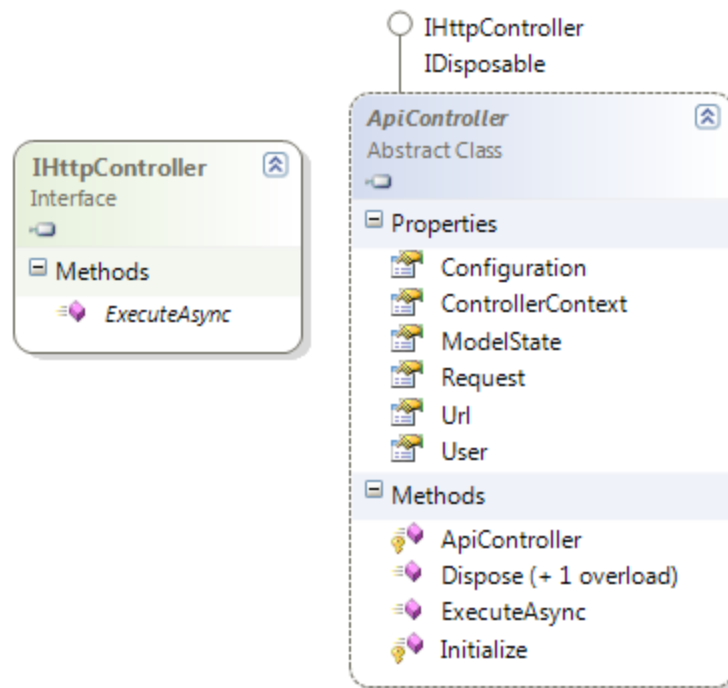 IHttpController
Interface
Methods
ExecuteAsync
IHttpController
IDisposable
ApiController
Abstract Class
Properties
Configuration
ControllerContext
ModelState
Request
Url
User
Methods
ApiController
Dispose (+ 1 overload)
ExecuteAsync
Initialize